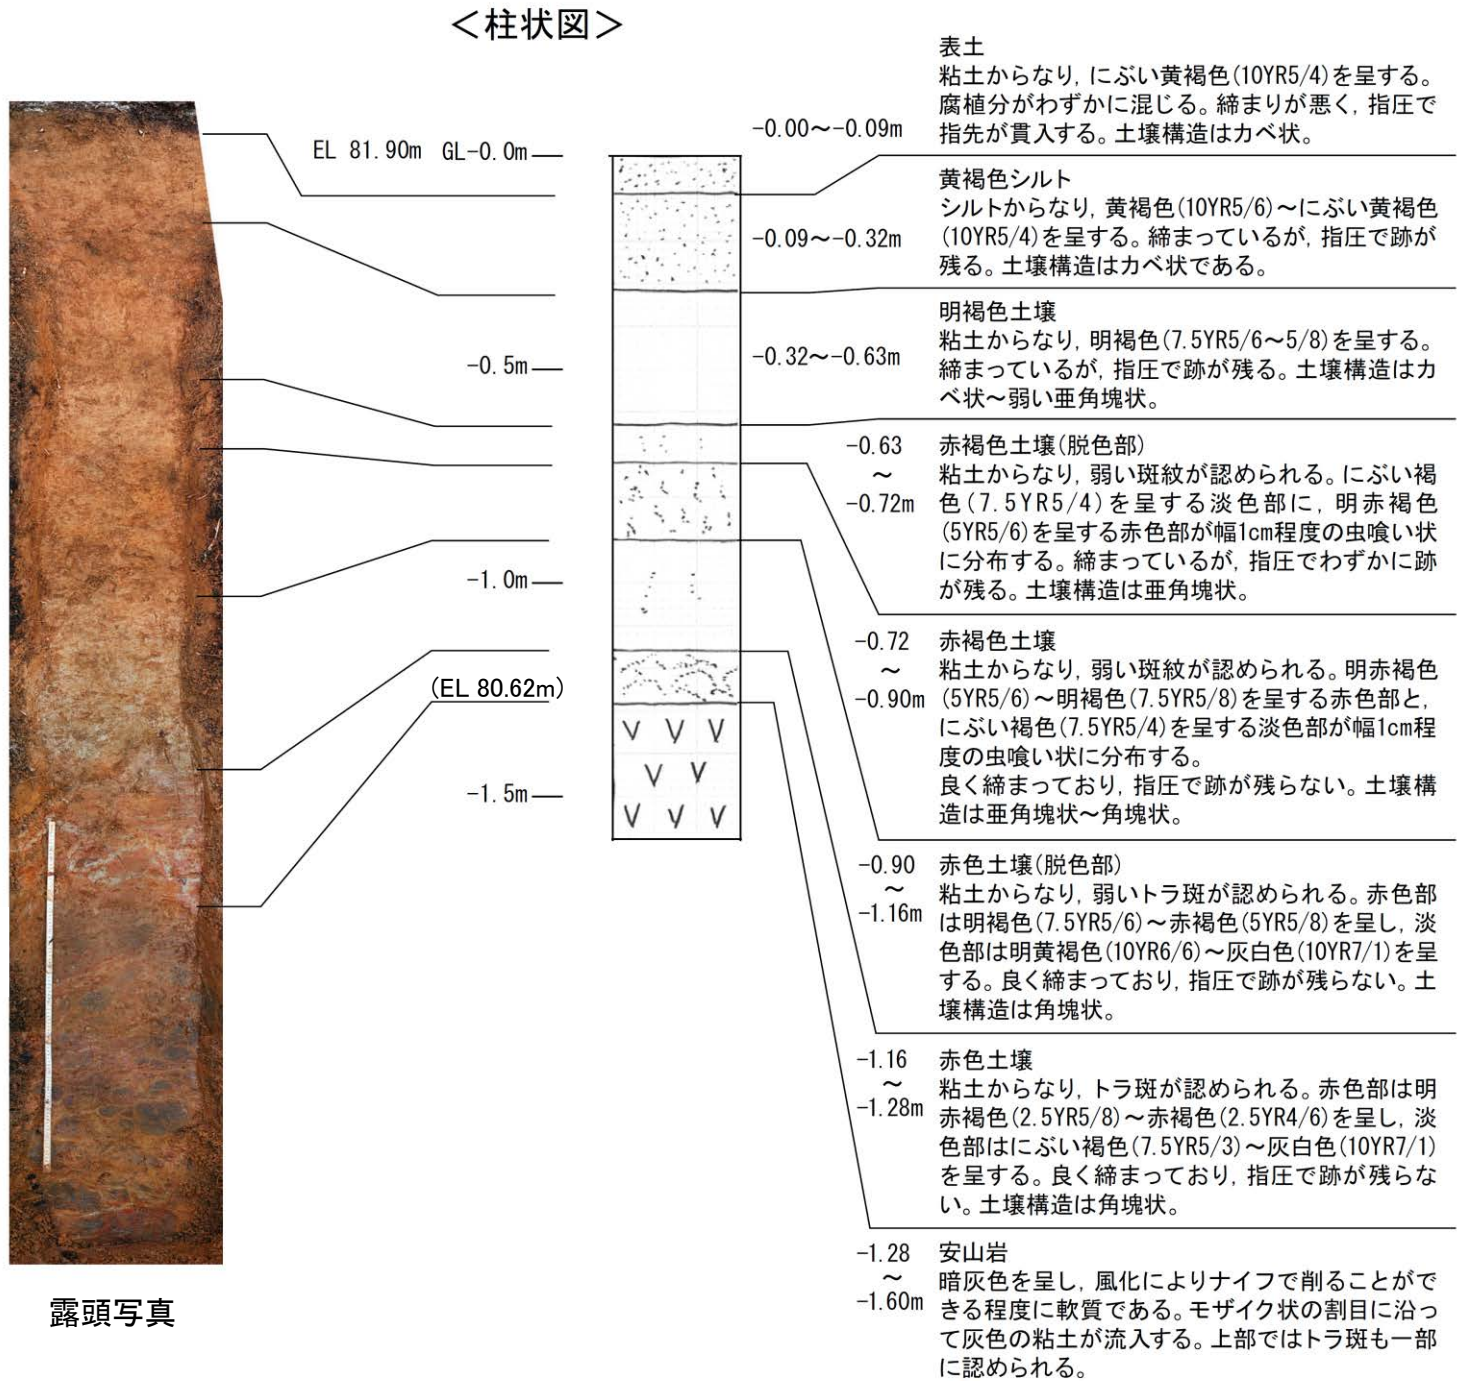 ＜柱状図＞
EL 81.90m GL-0.0m
-0.5m
-1.0m
(EL 80.62m)
-1.5m
露頭写真
-0.00～-0.09m
表土
粘土からなり, にぶい黄褐色(10YR5/4)を呈する。
腐植分がわずかに混じる。締まりが悪く, 指圧で
指先が貫入する。土壌構造はカベ状。
-0.09～-0.32m
黄褐色シルト
シルトからなり, 黄褐色(10YR5/6)～にぶい黄褐色
(10YR5/4)を呈する。締まっているが, 指圧で跡が
残る。土壌構造はカベ状である。
-0.32～-0.63m
明褐色土壌
粘土からなり, 明褐色(7.5YR5/6～5/8)を呈する。
締まっているが, 指圧で跡が残る。土壌構造はカ
ベ状～弱い亜角塊状。
-0.63
～
-0.72m
赤褐色土壌(脱色部)
粘土からなり, 弱い斑紋が認められる。にぶい褐
色(7.5YR5/4)を呈する淡色部に, 明赤褐色
(5YR5/6)を呈する赤色部が幅1cm程度の虫喰い状
に分布する。締まっているが, 指圧でわずかに跡
が残る。土壌構造は亜角塊状。
-0.72
～
-0.90m
赤褐色土壌
粘土からなり, 弱い斑紋が認められる。明赤褐色
(5YR5/6)～明褐色(7.5YR5/8)を呈する赤色部と,
にぶい褐色(7.5YR5/4)を呈する淡色部が幅1cm程
度の虫喰い状に分布する。
良く締まっており, 指圧で跡が残らない。土壌構
造は亜角塊状～角塊状。
-0.90
～
-1.16m
赤色土壌(脱色部)
粘土からなり, 弱いトラ斑が認められる。赤色部
は明褐色(7.5YR5/6)～赤褐色(5YR5/8)を呈し, 淡
色部は明黄褐色(10YR6/6)～灰白色(10YR7/1)を呈
する。良く締まっており, 指圧で跡が残らない。土
壌構造は角塊状。
-1.16
～
-1.28m
赤色土壌
粘土からなり, トラ斑が認められる。赤色部は明
赤褐色(2.5YR5/8)～赤褐色(2.5YR4/6)を呈し, 淡
色部はにぶい褐色(7.5YR5/3)～灰白色(10YR7/1)
を呈する。良く締まっており, 指圧で跡が残らな
い。土壌構造は角塊状。
-1.28
～
-1.60m
安山岩
暗灰色を呈し, 風化によりナイフで削ることがで
きる程度に軟質である。モザイク状の割目に沿っ
て灰色の粘土が流入する。上部ではトラ斑も一部
に認められる。